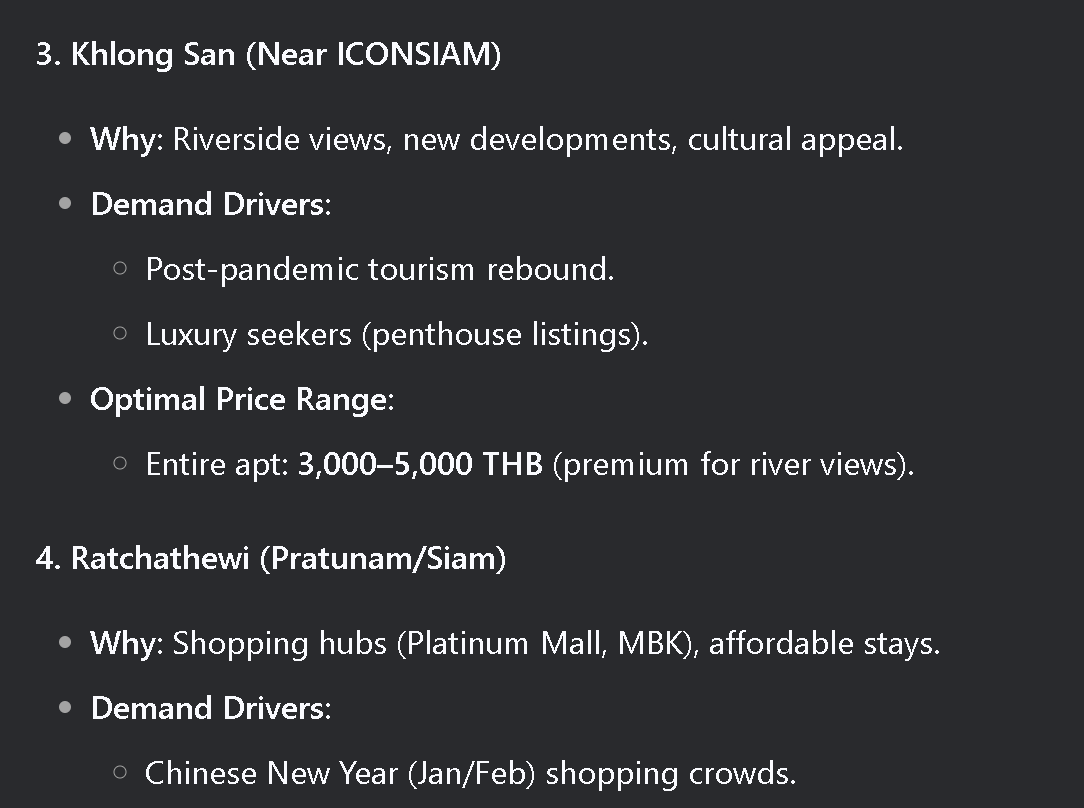 3. Khlong San (Near ICONSIAM)
• Why: Riverside views, new developments, cultural appeal.
• Demand Drivers:
○ Post-pandemic tourism rebound.
○ Luxury seekers (penthouse listings).
• Optimal Price Range:
○ Entire apt: 3,000–5,000 THB (premium for river views).
4. Ratchathewi (Pratunam/Siam)
• Why: Shopping hubs (Platinum Mall, MBK), affordable stays.
• Demand Drivers:
○ Chinese New Year (Jan/Feb) shopping crowds.